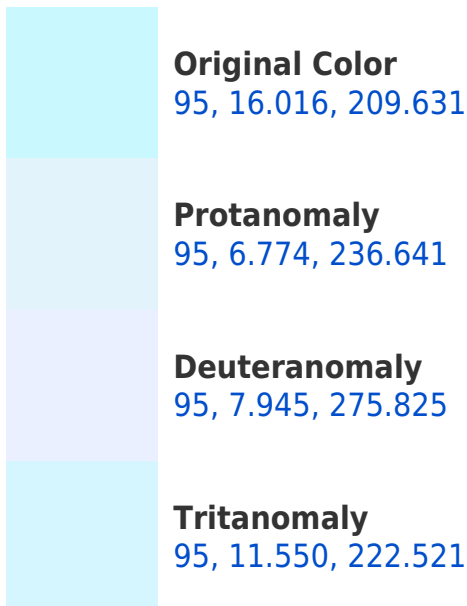 Original Color
95, 16.016, 209.631
Protanomaly
95, 6.774, 236.641
Deuteranomaly
95, 7.945, 275.825
Tritanomaly
95, 11.550, 222.521